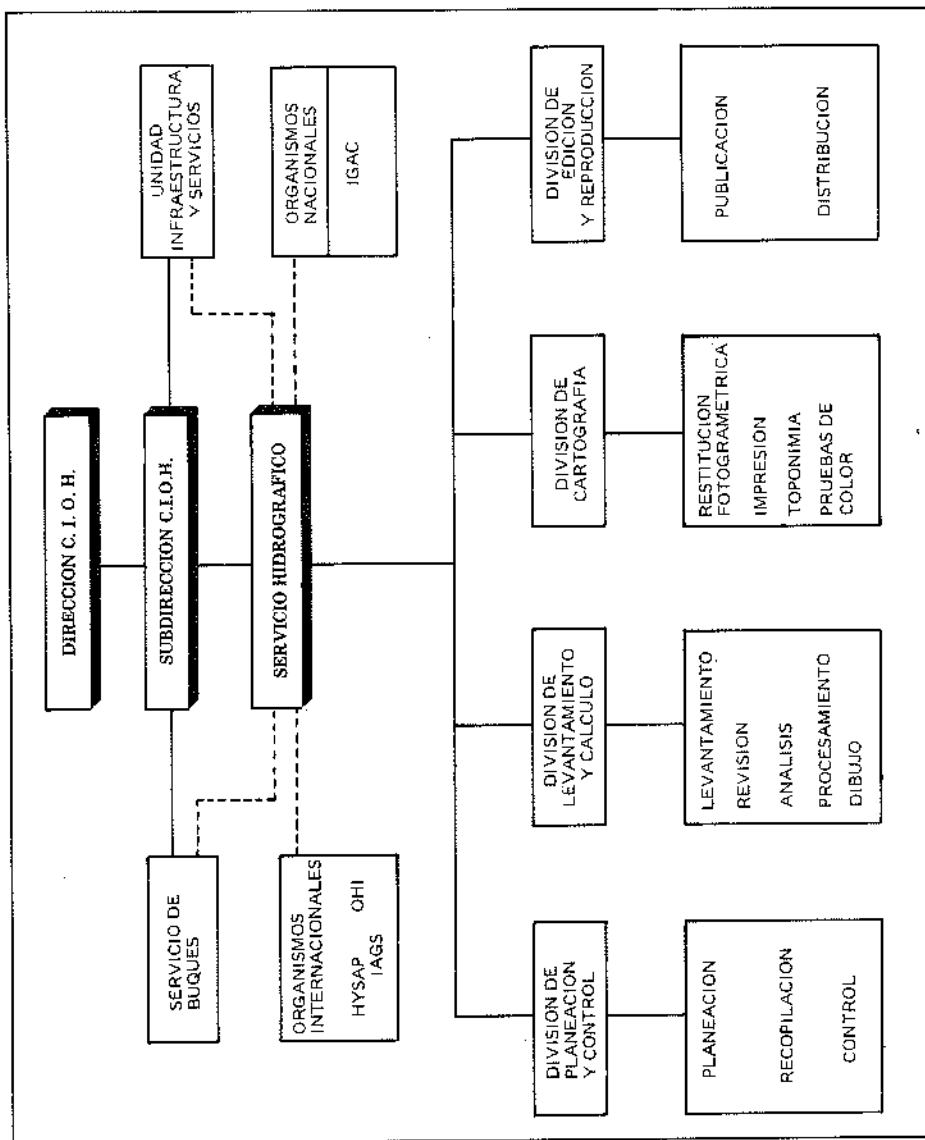 DIRECCION C. I. O. H.
SERVICIO DE
BUQUES
SUBDIRECCION C.I.O.H.
UNIDAD
INFRAESTRUCTURA
Y SERVICIOS
ORGANISMOS
INTERNACIONALES
HYSAP OHI
IAGS
SERVICIO HIDROGRAFICO
ORGANISMOS
NACIONALES
IGAC
DIVISION DE
PLANEACION
Y CONTROL
PLANEACION
RECOPILACION
CONTROL
DIVISION DE
LEVANTAMIENTO
Y CALCULO
LEVANTAMIENTO
REVISION
ANALISIS
PROCESAMIENTO
DIBUJO
DIVISION DE
CARTOGRAFIA
RESTITUCION
FOTOGRAMETRICA
IMPRESION
TOPONIMIA
PRUEBAS DE
COLOR
DIVISION DE
EDICION
Y REPRODUCCION
PUBLICACION
DISTRIBUCION